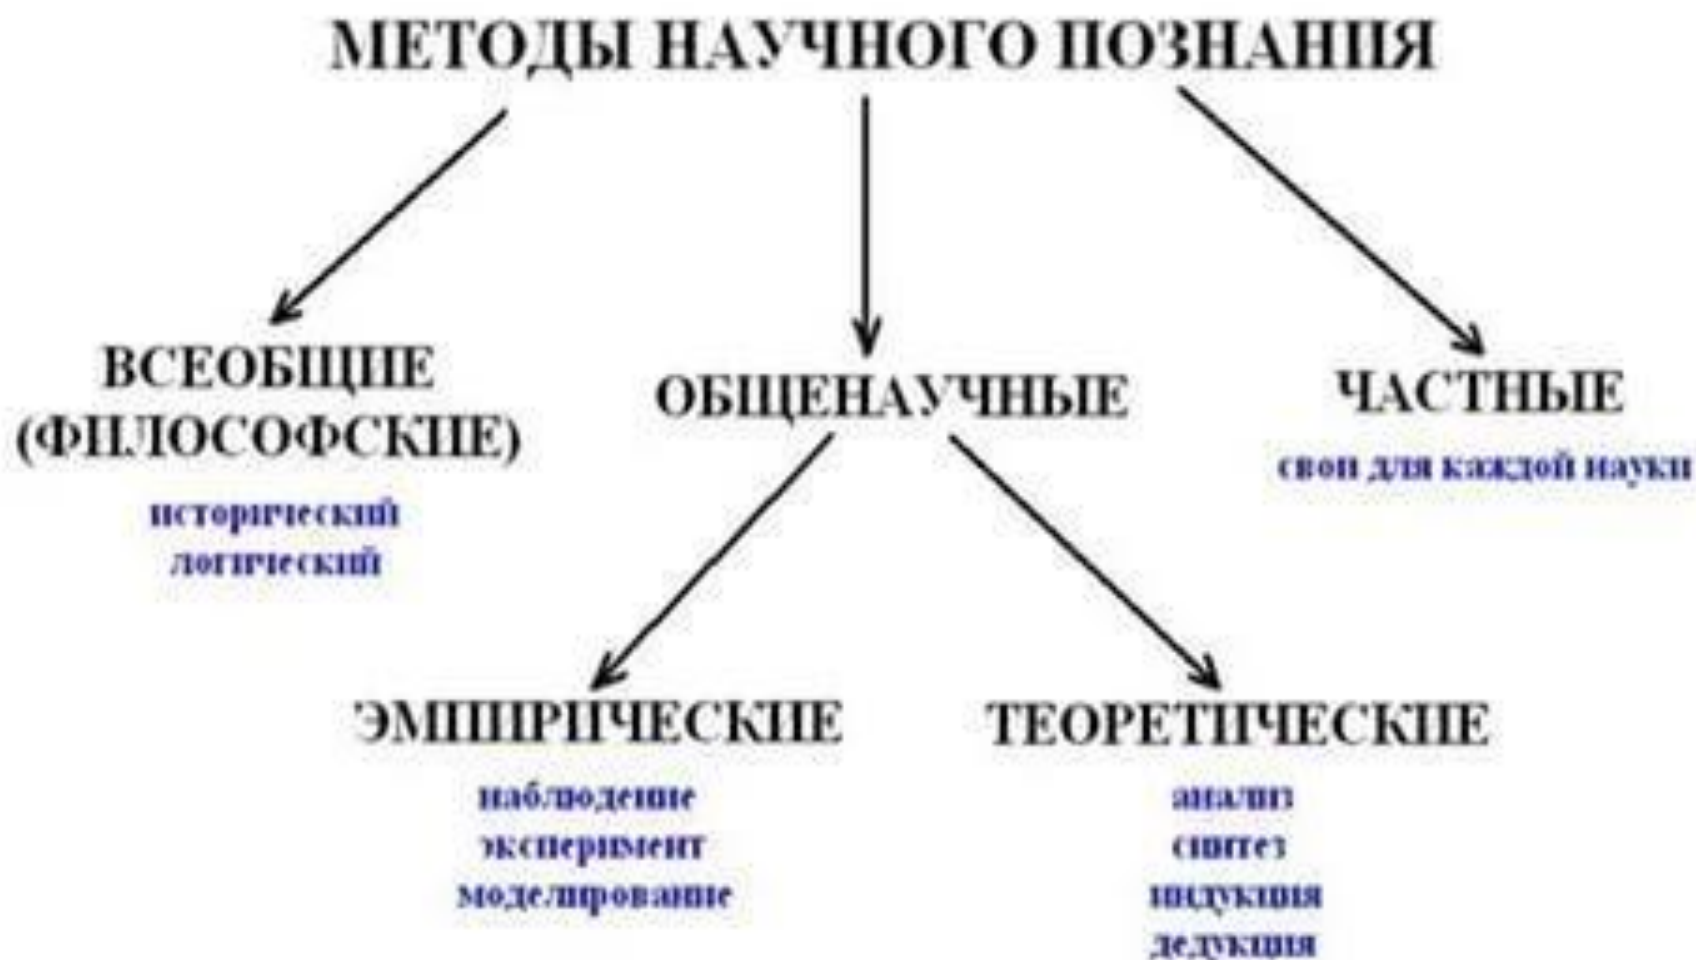 МЕТОДЫ НАУЧНОГО ПОЗНАНИЯ
ВСЕОБЩИЕ
(ФИЛОСОФСКИЕ)
исторический
логический
ОБЩЕНАУЧНЫЕ
ЧАСТНЫЕ
свои для каждой науки
ЭМПИРИЧЕСКИЕ
наблюдение
эксперимент
моделирование
ТЕОРЕТИЧЕСКИЕ
анализ
синтез
индукция
дедукция